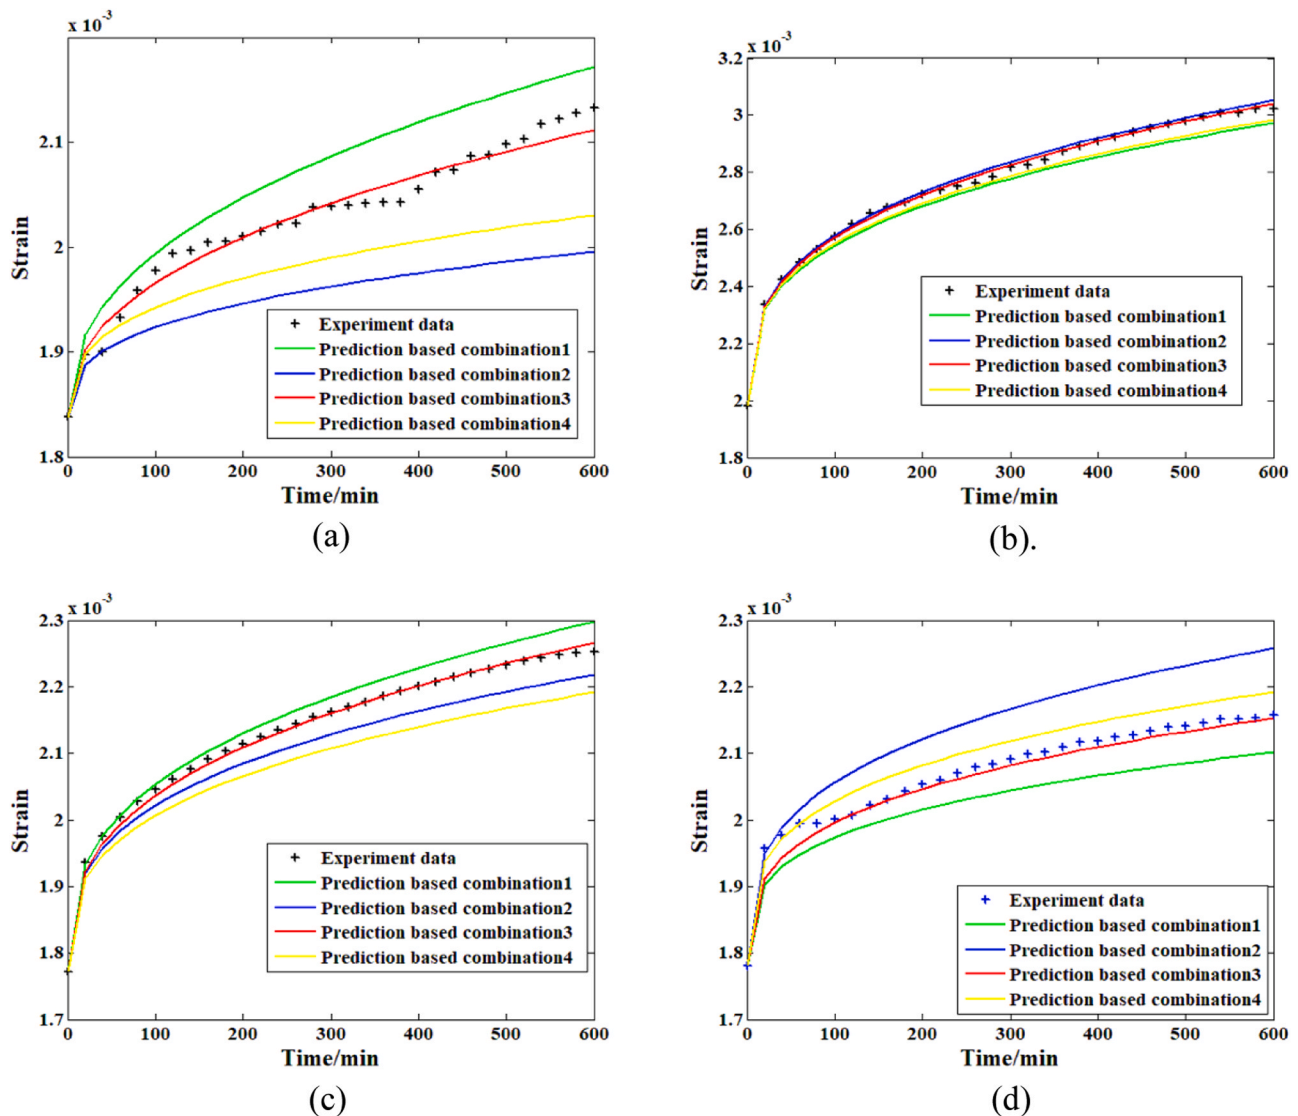 x 10-3
2.1
2
1.9
1.8
Strain
0 100 200 300 400 500 600
Time/min
Experiment data
Prediction based combination1
Prediction based combination2
Prediction based combination3
Prediction based combination4
(a)
x 10-3
3.2
3
2.8
2.6
2.4
2.2
2
1.8
Strain
0 100 200 300 400 500 600
Time/min
Experiment data
Prediction based combination1
Prediction based combination2
Prediction based combination3
Prediction based combination4
(b).
x 10-3
2.3
2.2
2.1
2
1.9
1.8
1.7
Strain
0 100 200 300 400 500 600
Time/min
Experiment data
Prediction based combination1
Prediction based combination2
Prediction based combination3
Prediction based combination4
(c)
x 10-3
2.3
2.2
2.1
2
1.9
1.8
1.7
Strain
0 100 200 300 400 500 600
Time/min
Experiment data
Prediction based combination1
Prediction based combination2
Prediction based combination3
Prediction based combination4
(d)